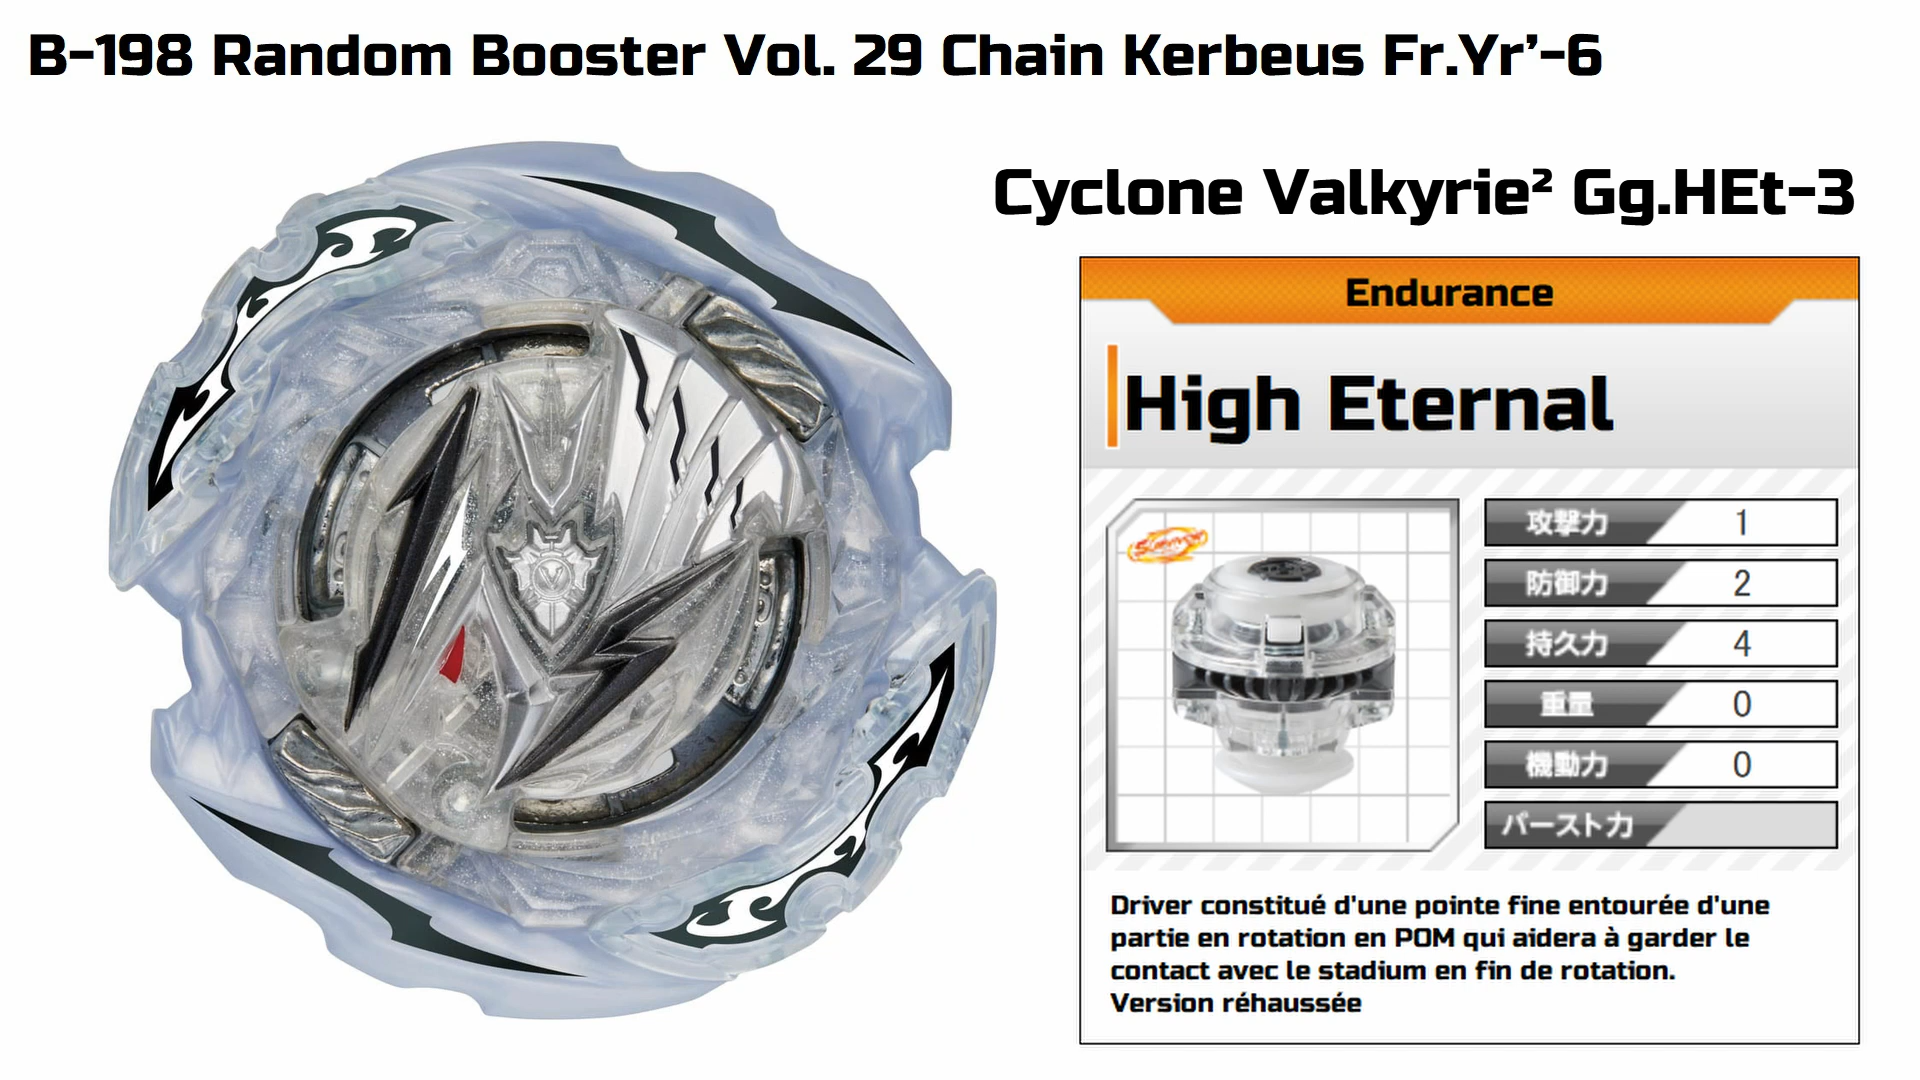 B-198 Random Booster Vol. 29 Chain Kerbeus Fr.Yr’-6
Cyclone Valkyrie² Gg.HEt-3
Endurance
High Eternal
Survivor
攻撃力 1
防御力 2
持久力 4
重量 0
機動力 0
バースト力
Driver constitué d'une pointe fine entourée d'une
partie en rotation en POM qui aidera à garder le
contact avec le stadium en fin de rotation.
Version réhaussée
V